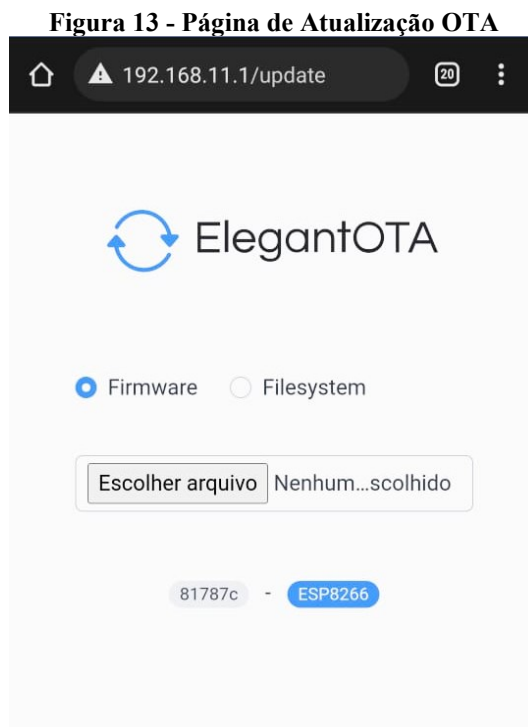 Figura 13 - Página de Atualização OTA
192.168.11.1/update 20
ElegantOTA
Firmware Filesystem
Escolher arquivo Nenhum...scolhido
81787c - ESP8266